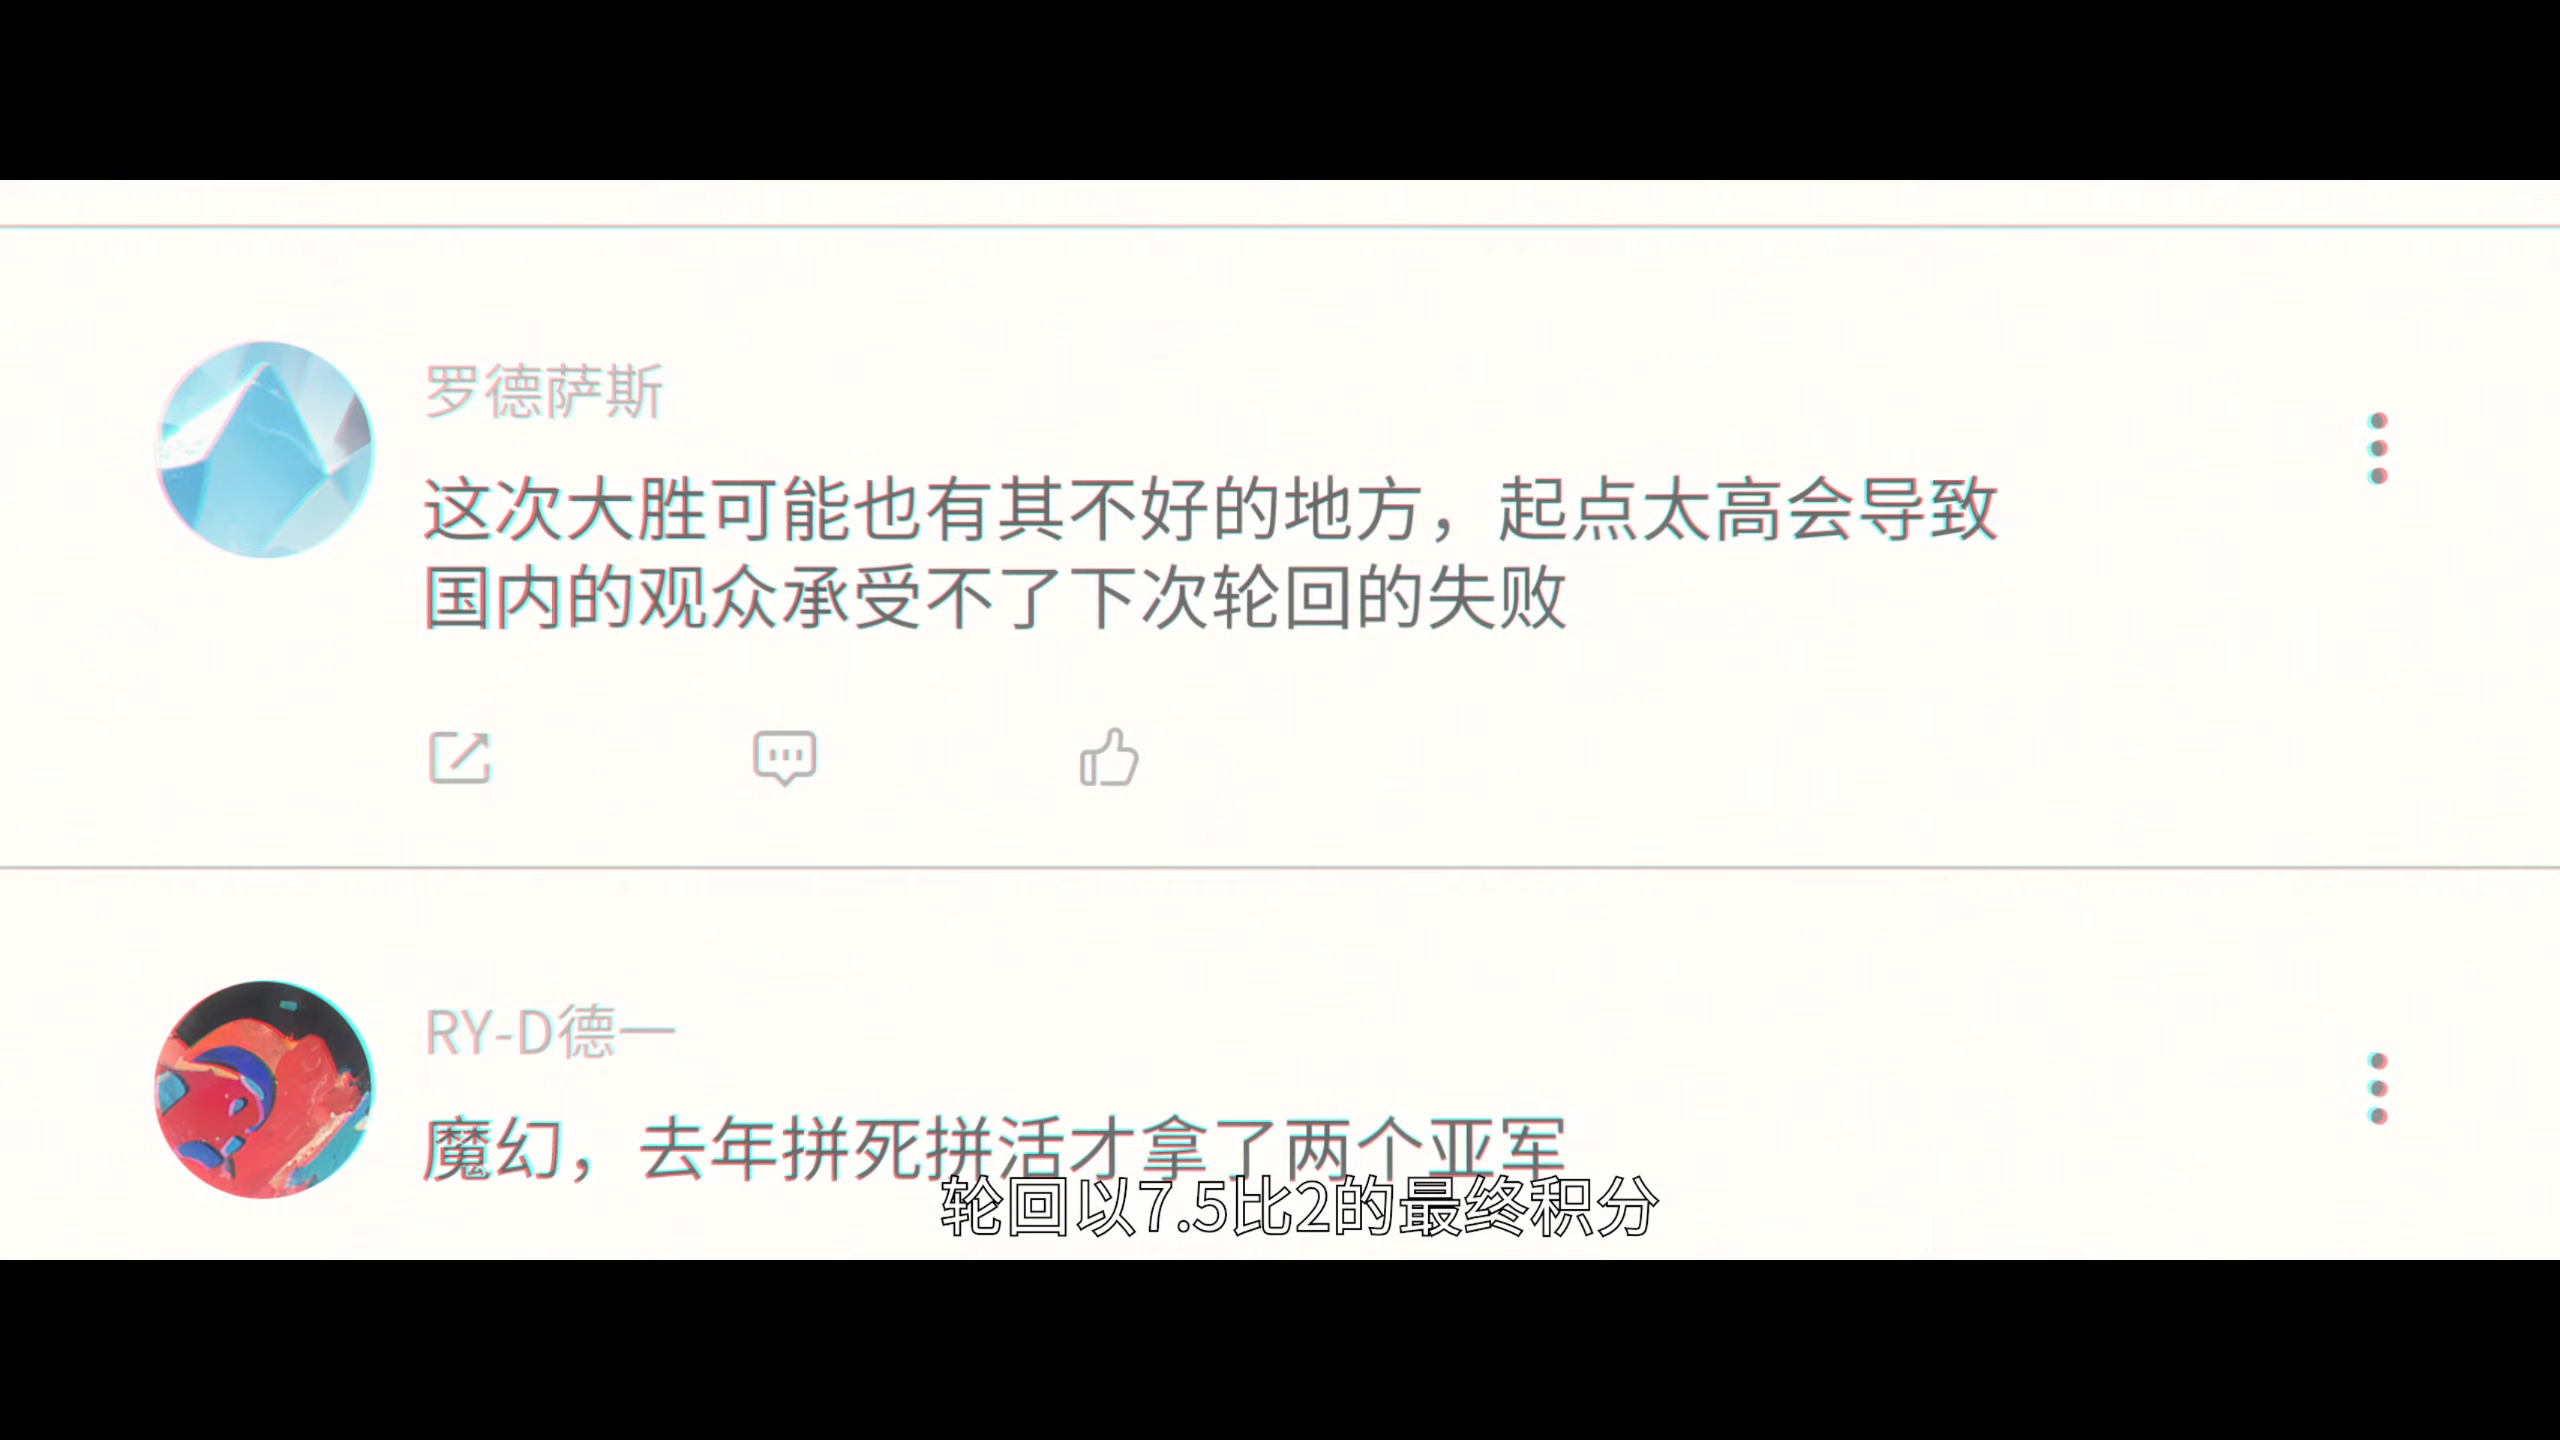 罗德萨斯
这次大胜可能也有其不好的地方，起点太高会导致
国内的观众承受不了下次轮回的失败
RY-D德一
魔幻，去年拼死拼活才拿了两个亚军
轮回以7.5比2的最终积分